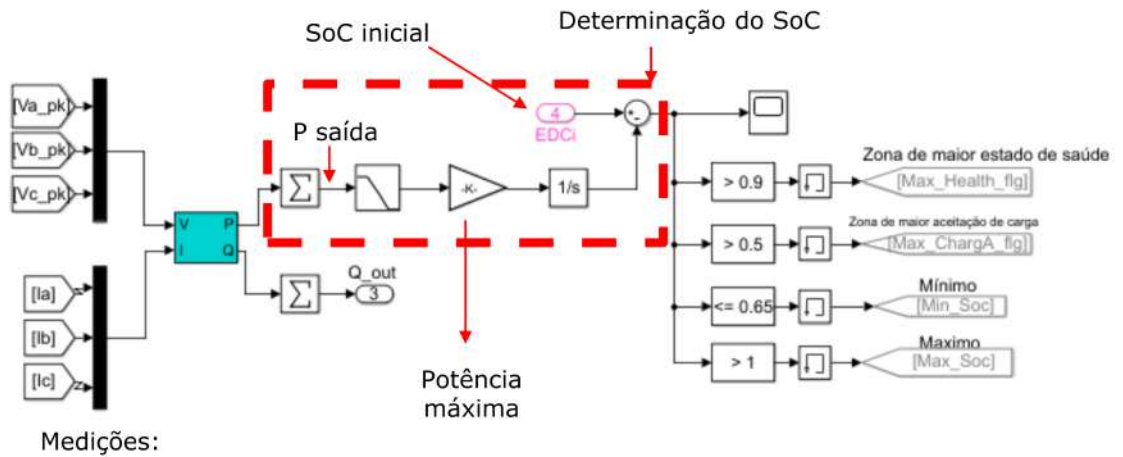 Determinação do SoC
SoC inicial
[Va_pk]
[Vb_pk]
[Vc_pk]
P saída
4
EDCi
+
-
Σ
-K-
1/s
V
I
P
Q
Σ
Q_out
3
[Ia]
[Ib]
[Ic]
Zona de maior estado de saúde
> 0.9
[Max_Health_flg]
Zona de maior aceitação de carga
> 0.5
[Max_ChargA_flg]
Mínimo
<= 0.65
[Min_Soc]
Maximo
> 1
[Max_Soc]
Potência
máxima
Medições: